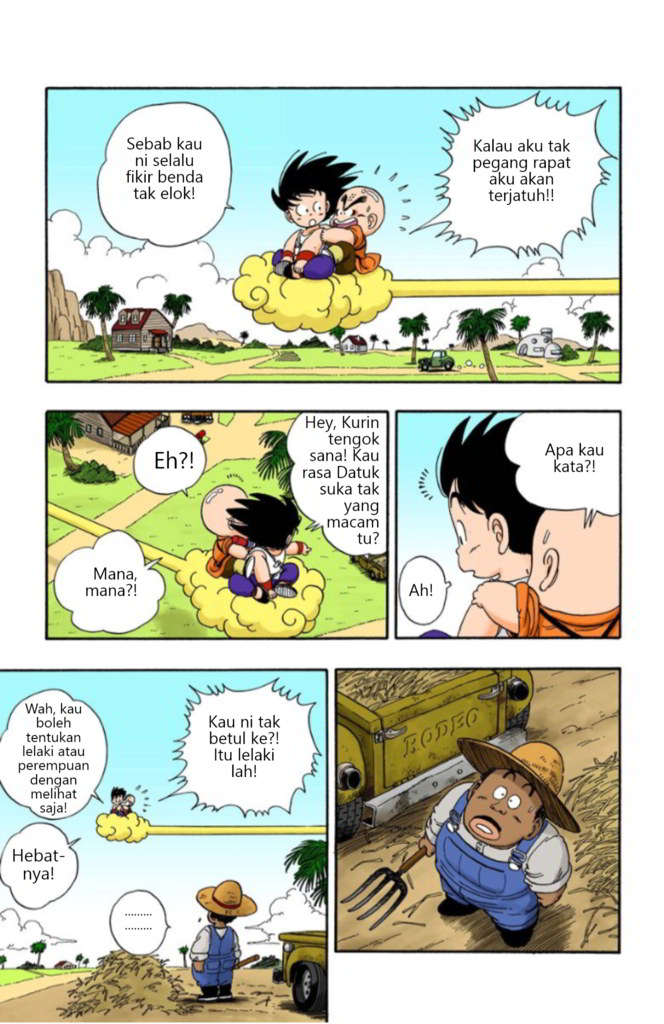 Kalau aku tak
pegang rapat
aku akan
terjatuh!!
Sebab kau
ni selalu
fikir benda
tak elok!
Apa kau
kata?!
Ah!
Hey, Kurin
tengok
sana! Kau
rasa Datuk
suka tak
yang
macam
tu?
Eh?!
Mana,
mana?!
RODEO
Kau ni tak
betul ke?!
Itu lelaki
lah!
Wah, kau
boleh
tentukan
lelaki atau
perempuan
dengan
melihat
saja!
Hebat-
nya!
.........
.........